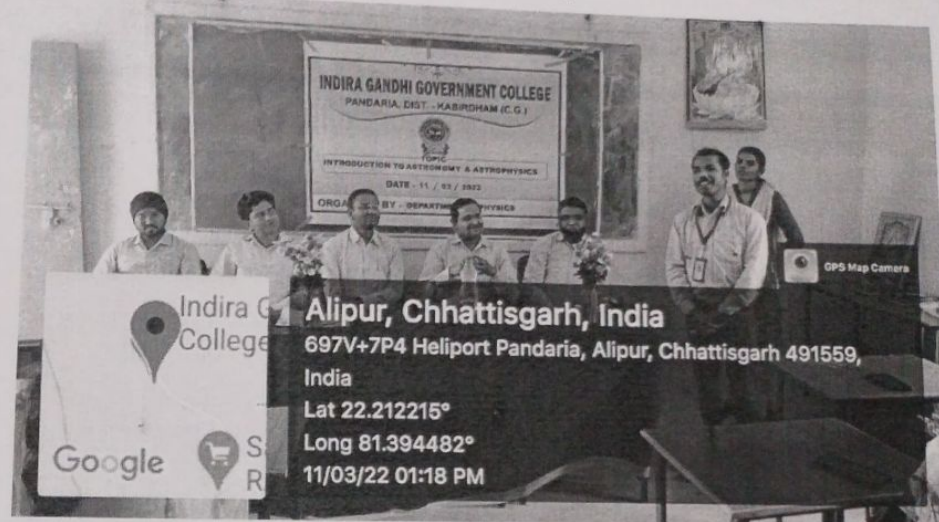 INDIRA GANDHI GOVERNMENT COLLEGE
PANDARIA, DIST. - KABIRDHAM (C.G.)
TOPIC
INTRODUCTION TO ASTRONOMY & ASTROPHYSICS
DATE - 11 / 03 / 2022
ORGA BY - DEPARTM PHYSICS
GPS Map Camera
Indira G
College
Google
S
R
Alipur, Chhattisgarh, India
697V+7P4 Heliport Pandaria, Alipur, Chhattisgarh 491559,
India
Lat 22.212215°
Long 81.394482°
11/03/22 01:18 PM